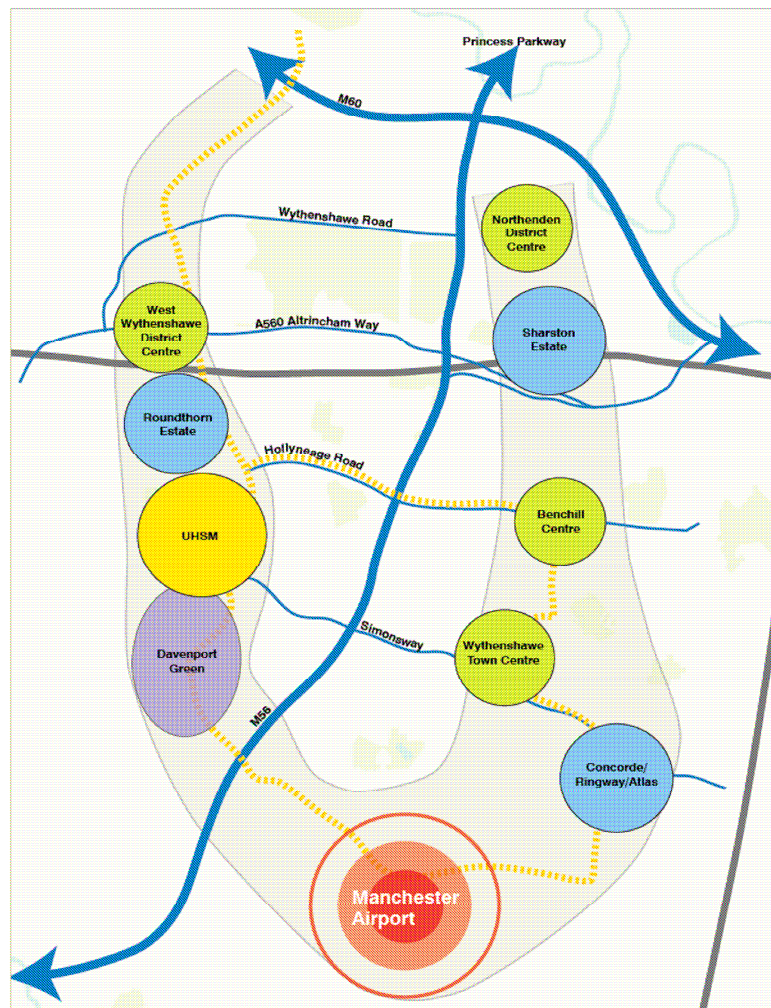 Princess Parkway
M60
Wythenshawe Road
Northenden
District
Centre
West
Wythenshawe
District
Centre
A560 Altrincham Way
Sharston
Estate
Roundthorn
Estate
Hollyneage Road
Benchill
Centre
UHSM
Simonsway
Davenport
Green
Wythenshawe
Town Centre
M56
Concorde/
Ringway/Atlas
Manchester
Airport